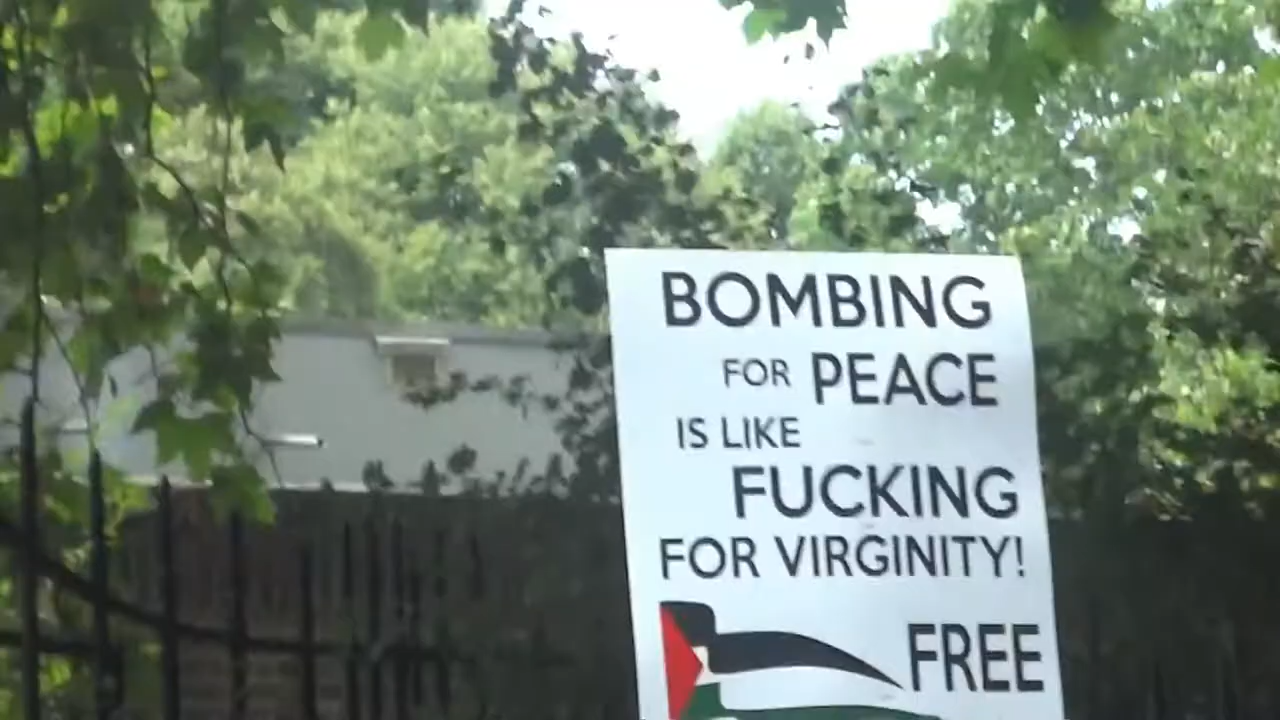 BOMBING
FOR PEACE
IS LIKE
FUCKING
FOR VIRGINITY!
FREE